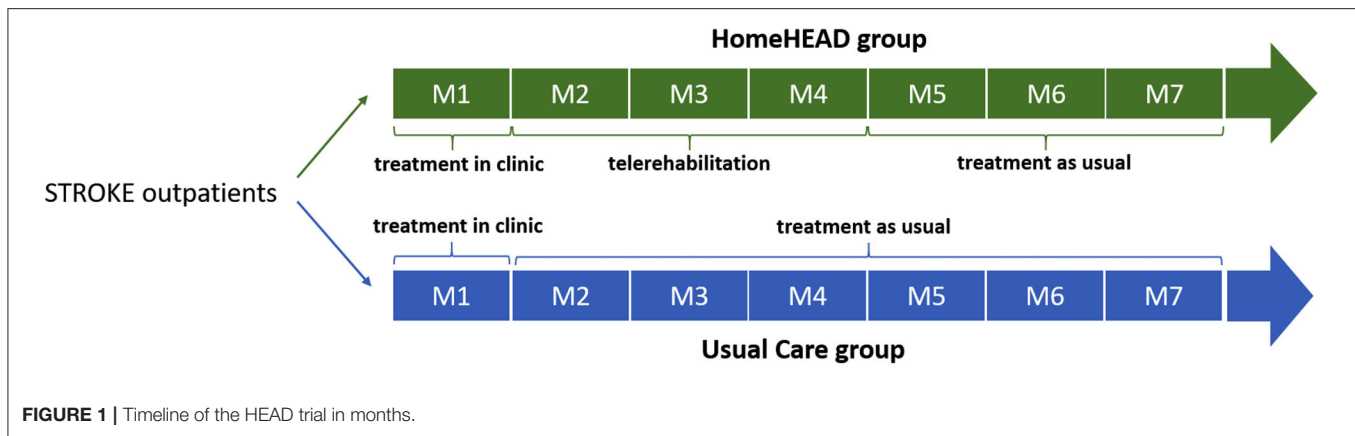 HomeHEAD group
M1 M2 M3 M4 M5 M6 M7
treatment in clinic telerehabilitation treatment as usual
STROKE outpatients
treatment in clinic treatment as usual
M1 M2 M3 M4 M5 M6 M7
Usual Care group
FIGURE 1 | Timeline of the HEAD trial in months.